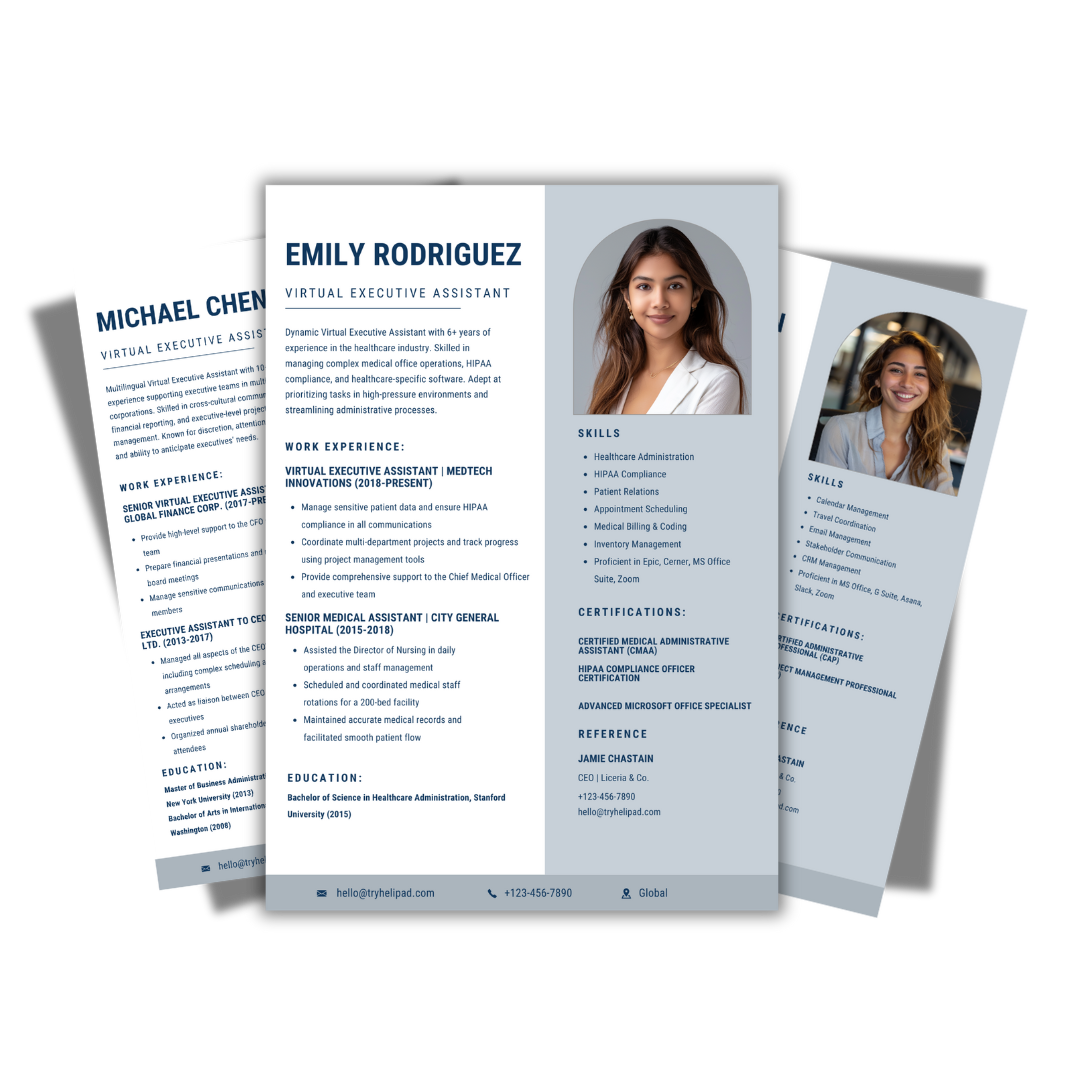 MICHAEL CHEN
VIRTUAL EXECUTIVE ASSIST
Multilingual Virtual Executive Assistant with 10
experience supporting executive teams in
corporations. Skilled in cross-cultural
financial reporting, and executive-level
management. Known for discretion,
and ability to anticipate executives' needs.
WORK EXPERIENCE:
SENIOR VIRTUAL EXECUTIVE
GLOBAL FINANCE CORP. (2017-PRE
Provide high-level support to the CFO
team
Prepare financial presentations and
board meetings
Manage sensitive communications
members
EXECUTIVE ASSISTANT TO CEO
LTD. (2013-2017)
Managed all aspects of the CEO
including complex scheduling
arrangements
Acted as liaison between CEO
executives
Organized annual
attendees
EDUCATION:
Master of Business
New York University (2013)
Bachelor of Arts in
Washington (2008)
hello@tryheli
EMILY RODRIGUEZ
VIRTUAL EXECUTIVE ASSISTANT
Dynamic Virtual Executive Assistant with 6+ years of
experience in the healthcare industry. Skilled in
managing complex medical office operations, HIPAA
compliance, and healthcare-specific software. Adept at
prioritizing tasks in high-pressure environments and
streamlining administrative processes.
WORK EXPERIENCE:
VIRTUAL EXECUTIVE ASSISTANT | MEDTECH
INNOVATIONS (2018-PRESENT)
Manage sensitive patient data and ensure HIPAA
compliance in all communications
Coordinate multi-department projects and track progress
using project management tools
Provide comprehensive support to the Chief Medical Officer
and executive team
SENIOR MEDICAL ASSISTANT | CITY GENERAL
HOSPITAL (2015-2018)
Assisted the Director of Nursing in daily
operations and staff management
Scheduled and coordinated medical staff
rotations for a 200-bed facility
Maintained accurate medical records and
facilitated smooth patient flow
EDUCATION:
Bachelor of Science in Healthcare Administration, Stanford
University (2015)
SKILLS
Healthcare Administration
HIPAA Compliance
Patient Relations
Appointment Scheduling
Medical Billing & Coding
Inventory Management
Proficient in Epic, Cerner, MS Office
Suite, Zoom
CERTIFICATIONS:
CERTIFIED MEDICAL ADMINISTRATIVE
ASSISTANT (CMAA)
HIPAA COMPLIANCE OFFICER
CERTIFICATION
ADVANCED MICROSOFT OFFICE SPECIALIST
REFERENCE
JAMIE CHASTAIN
CEO | Liceria & Co.
+123-456-7890
hello@tryhelipad.com
hello@tryhelipad.com
+123-456-7890
Global
SKILLS
Calendar Management
Travel Coordination
Email Management
Stakeholder Communication
CRM Management
Proficient in MS Office, G Suite, Asana,
Slack, Zoom
ERTIFICATIONS:
RTIFIED ADMINISTRATIVE
OFESSIONAL (CAP)
JECT MANAGEMENT PROFESSIONAL
ENCE
ASTAIN
& Co.
d.com